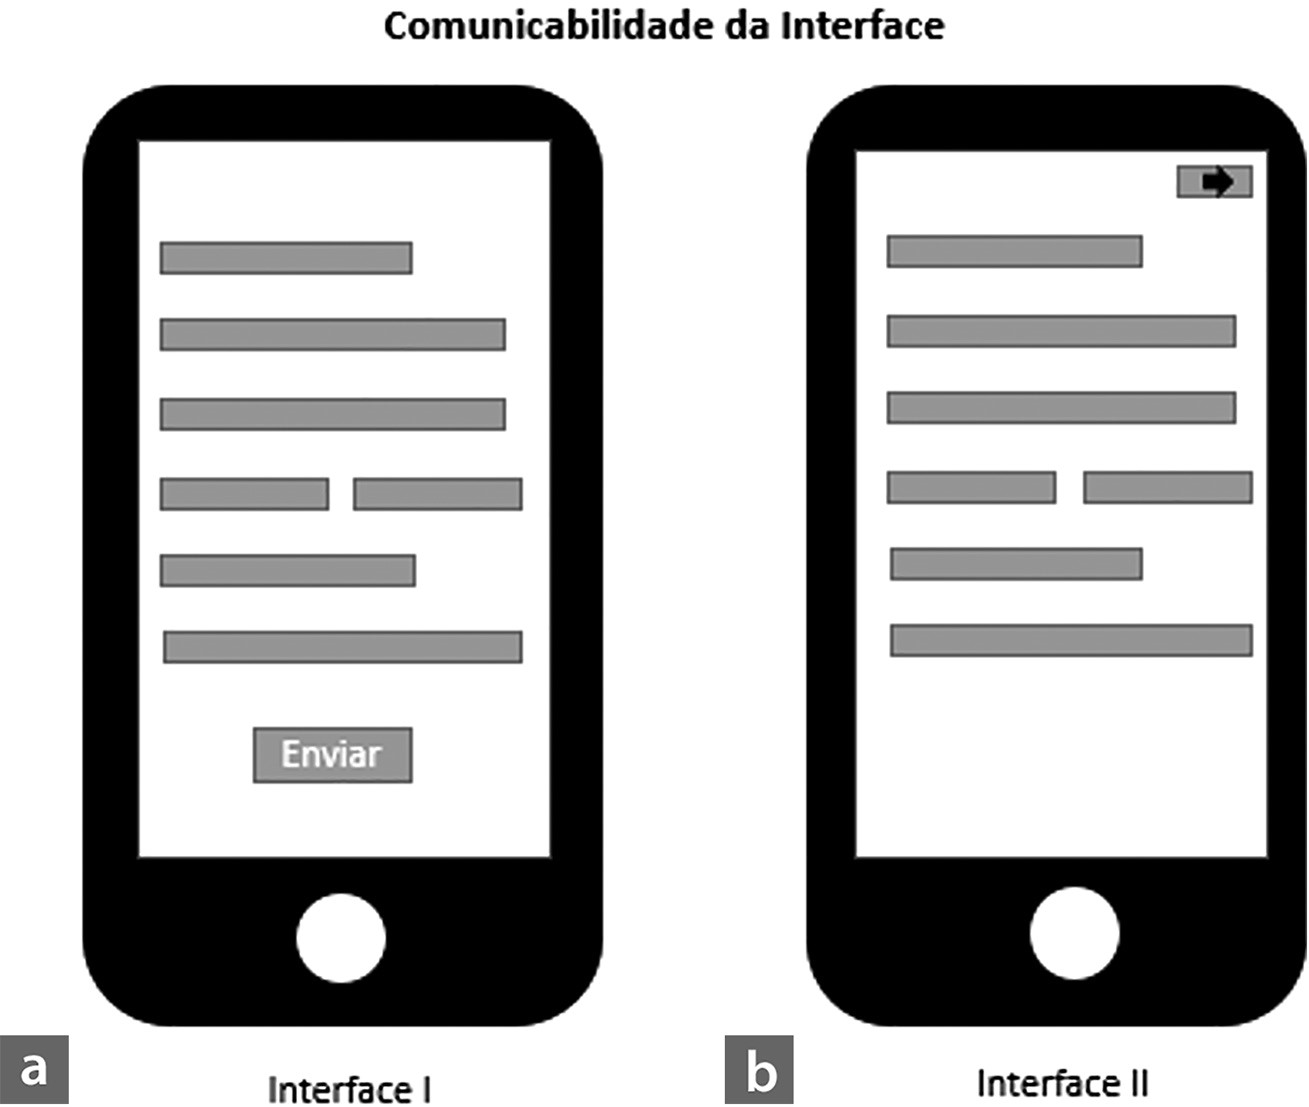 Comunicabilidade da Interface
Enviar
a
Interface I
b
Interface II